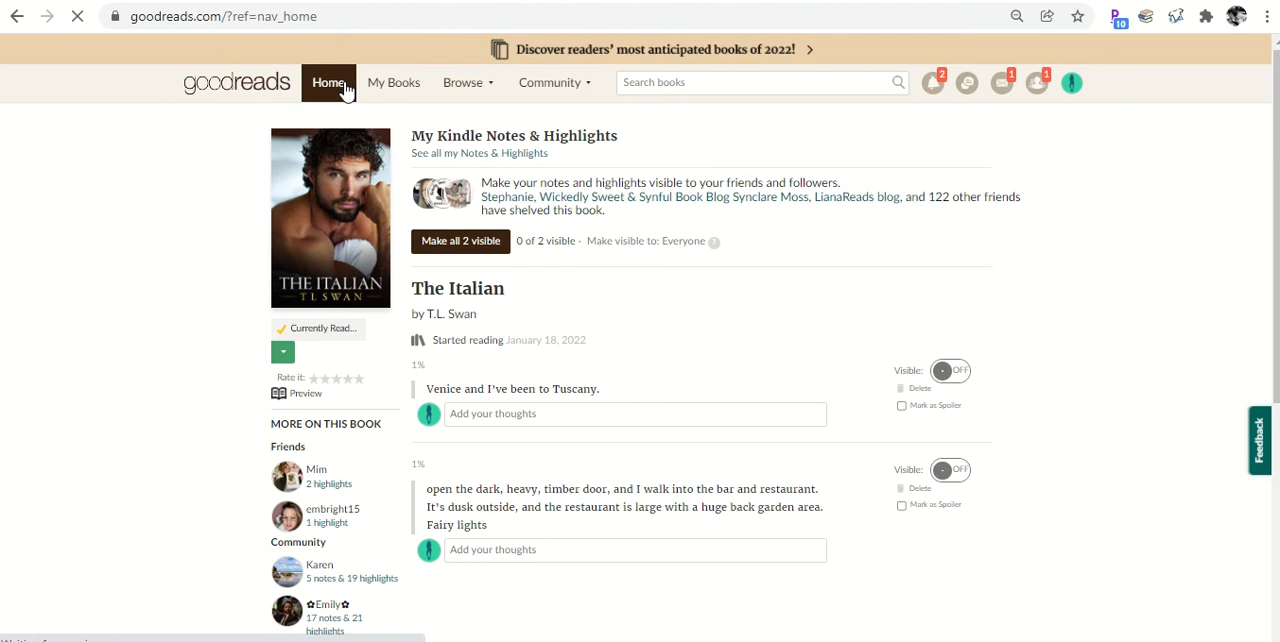 goodreads.com/?ref=nav_home
10
Discover readers' most anticipated books of 2022!
goodreads
Home
My Books
Browse
Community
Search books
2
1
1
My Kindle Notes & Highlights
See all my Notes & Highlights
Make your notes and highlights visible to your friends and followers.
Stephanie, Wickedly Sweet & Synful Book Blog Synclare Moss, LianaReads blog, and 122 other friends
have shelved this book.
Make all 2 visible
0 of 2 visible · Make visible to: Everyone ?
THE ITALIAN
T L SWAN
The Italian
by T.L. Swan
Currently Read...
Started reading January 18, 2022
Rate it:
Preview
1%
Venice and I've been to Tuscany.
Visible: OFF
Delete
Mark as Spoiler
Add your thoughts
MORE ON THIS BOOK
Friends
Mim
2 highlights
embright15
1 highlight
Community
Karen
5 notes & 19 highlights
✿Emily✿
17 notes & 21
highlights
1%
open the dark, heavy, timber door, and I walk into the bar and restaurant.
It's dusk outside, and the restaurant is large with a huge back garden area.
Fairy lights
Visible: OFF
Delete
Mark as Spoiler
Add your thoughts
Feedback